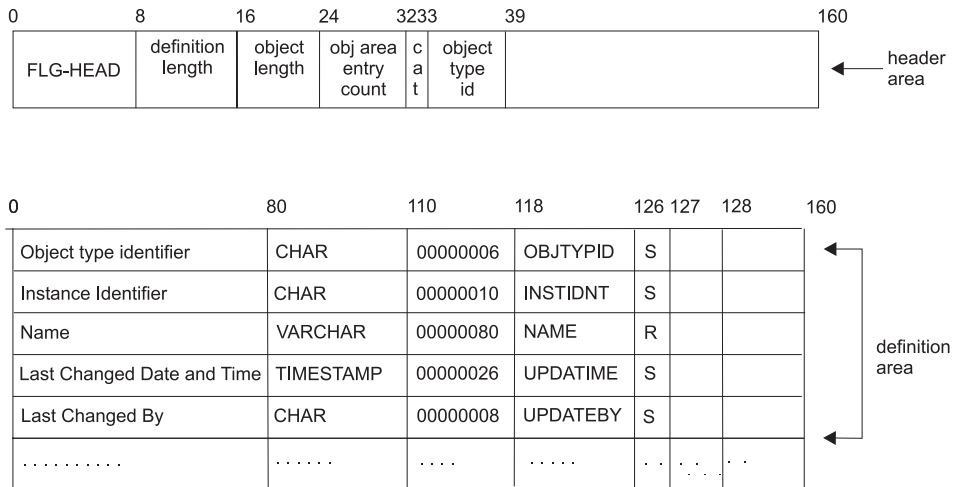 0 8 16 24 32 33 39 160
FLG-HEAD definition length object length obj area entry count cat object type id
header area
0 80 110 118 126 127 128 160
Object type identifier CHAR 00000006 OBJTYPID S
Instance Identifier CHAR 00000010 INSTIDNT S
Name VARCHAR 00000080 NAME R
Last Changed Date and Time TIMESTAMP 00000026 UPDATIME S
Last Changed By CHAR 00000008 UPDATEBY S
definition area
. . . . . . . . . . . . . . . . . . . . . . . . . . . . . . .